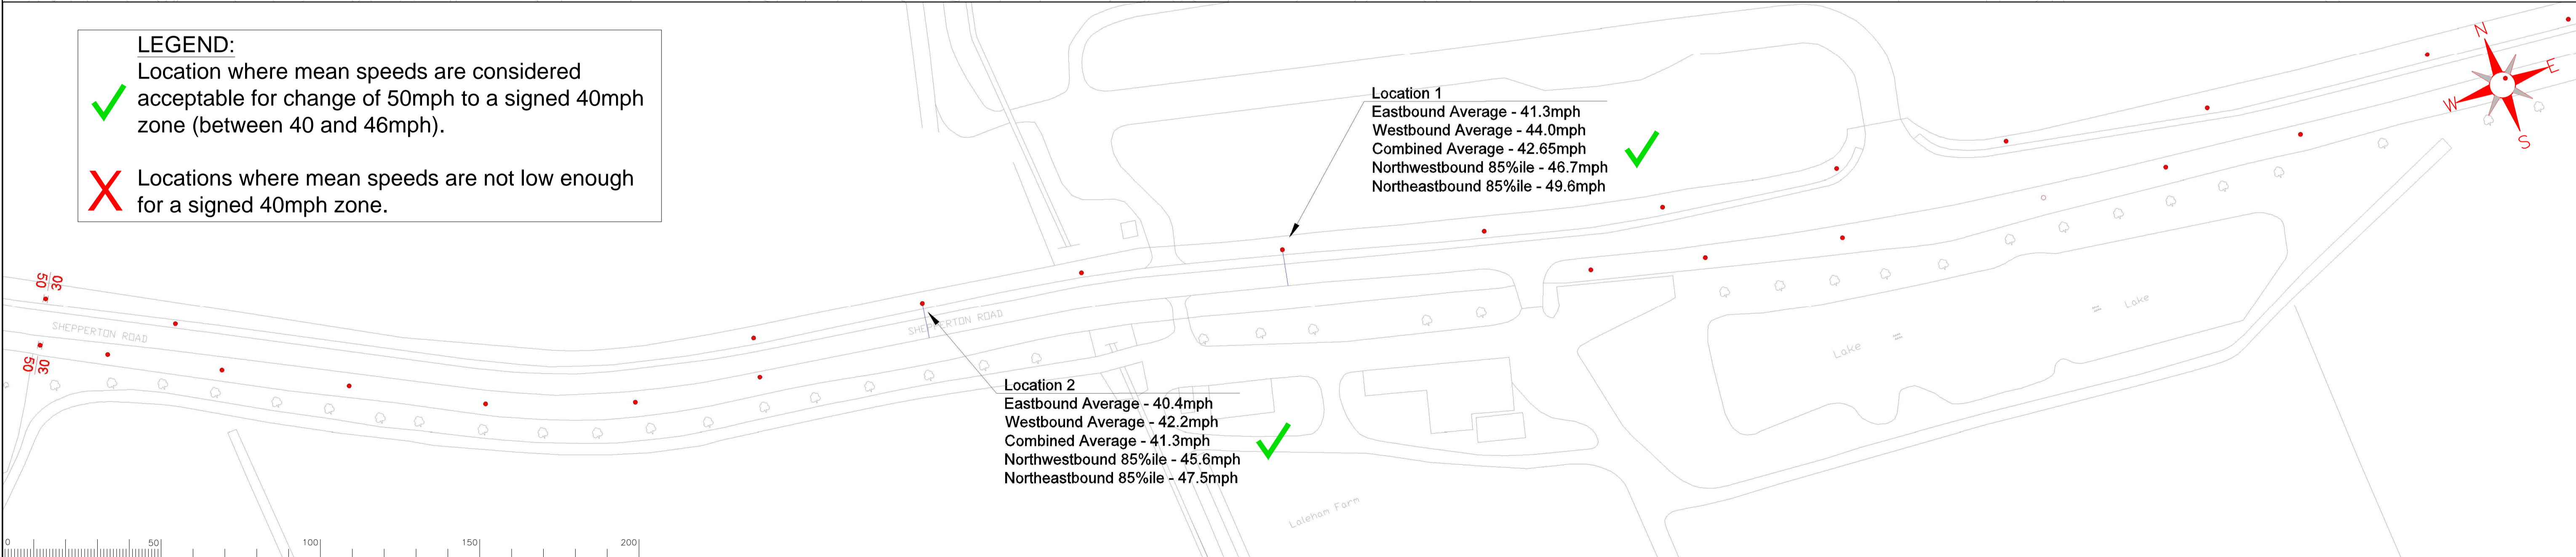 LEGEND:
Location where mean speeds are considered
acceptable for change of 50mph to a signed 40mph
zone (between 40 and 46mph).
Locations where mean speeds are not low enough
for a signed 40mph zone.
Location 1
Eastbound Average - 41.3mph
Westbound Average - 44.0mph
Combined Average - 42.65mph
Northwestbound 85%ile - 46.7mph
Northeastbound 85%ile - 49.6mph
N
E
W
S
50
30
SHEPPERTON ROAD
50
30
SHEPPERTON ROAD
Lake
Lake
Location 2
Eastbound Average - 40.4mph
Westbound Average - 42.2mph
Combined Average - 41.3mph
Northwestbound 85%ile - 45.6mph
Northeastbound 85%ile - 47.5mph
Laleham Farm
0 50 100 150 200